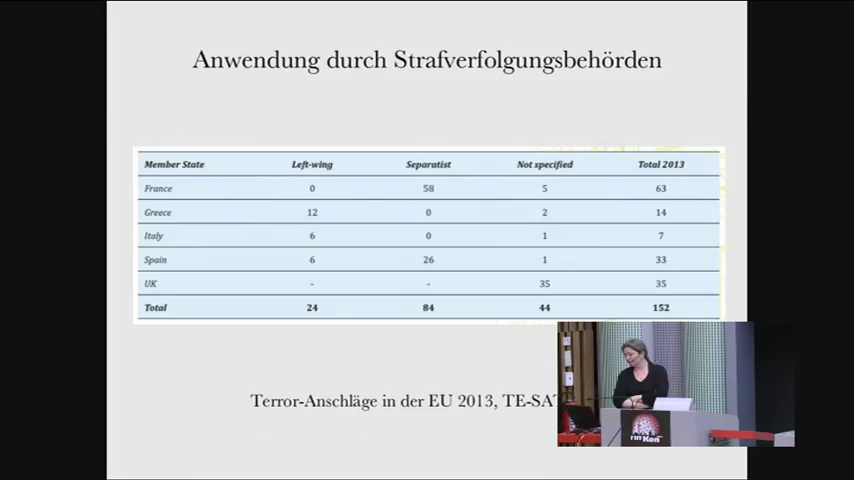 Anwendung durch Strafverfolgungsbehörden
Member State Left-wing Separatist Not specified Total 2013
France 0 58 5 63
Greece 12 0 2 14
Italy 6 0 1 7
Spain 6 26 1 33
UK - - 35 35
Total 24 84 44 152
Terror-Anschläge in der EU 2013, TE-SAT
Kon